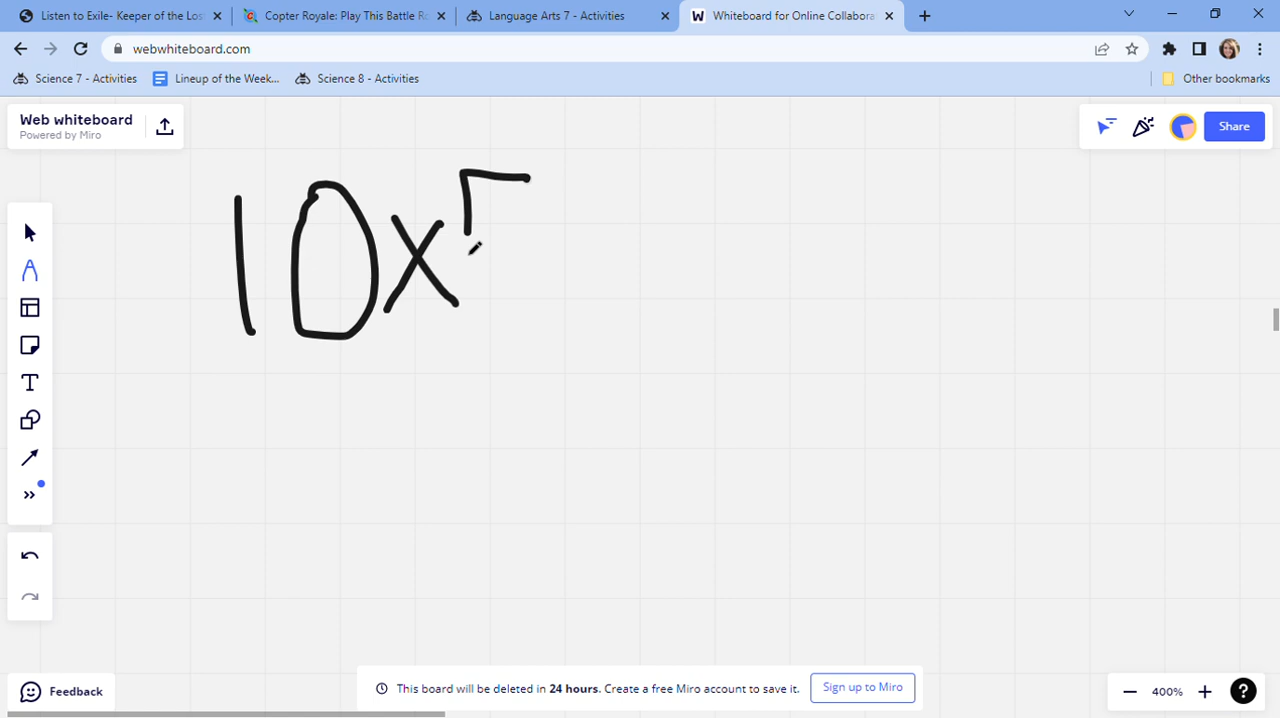 Listen to Exile- Keeper of the Los
Copter Royale: Play This Battle Ro
Language Arts 7 - Activities
Whiteboard for Online Collabora
webwhiteboard.com
Science 7 - Activities
Lineup of the Week...
Science 8 - Activities
Other bookmarks
Web whiteboard
Powered by Miro
Share
10x
T
This board will be deleted in 24 hours. Create a free Miro account to save it.
Sign up to Miro
Feedback
400%